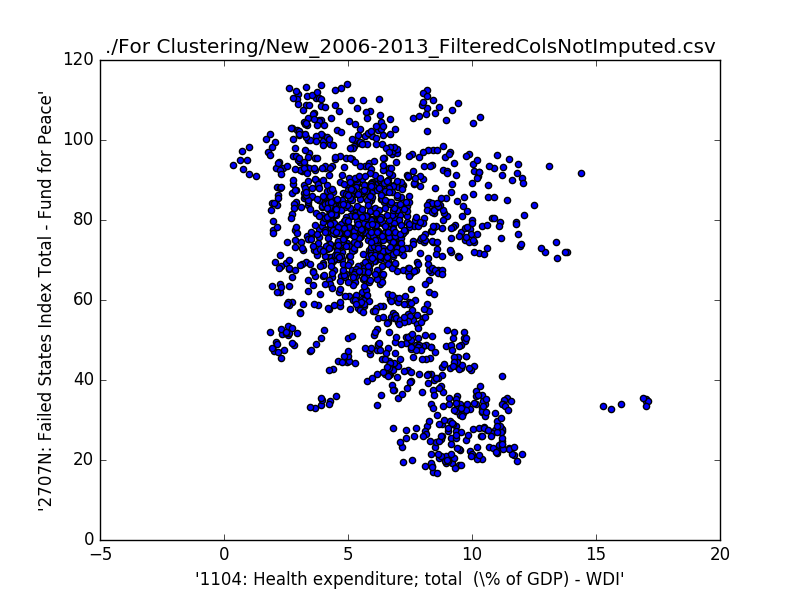 ./For Clustering/New_2006-2013_FilteredColsNotImputed.csv
120
100
80
60
40
20
0
'2707N: Failed States Index Total - Fund for Peace'
−5 0 5 10 15 20
'1104: Health expenditure; total  (\% of GDP) - WDI'